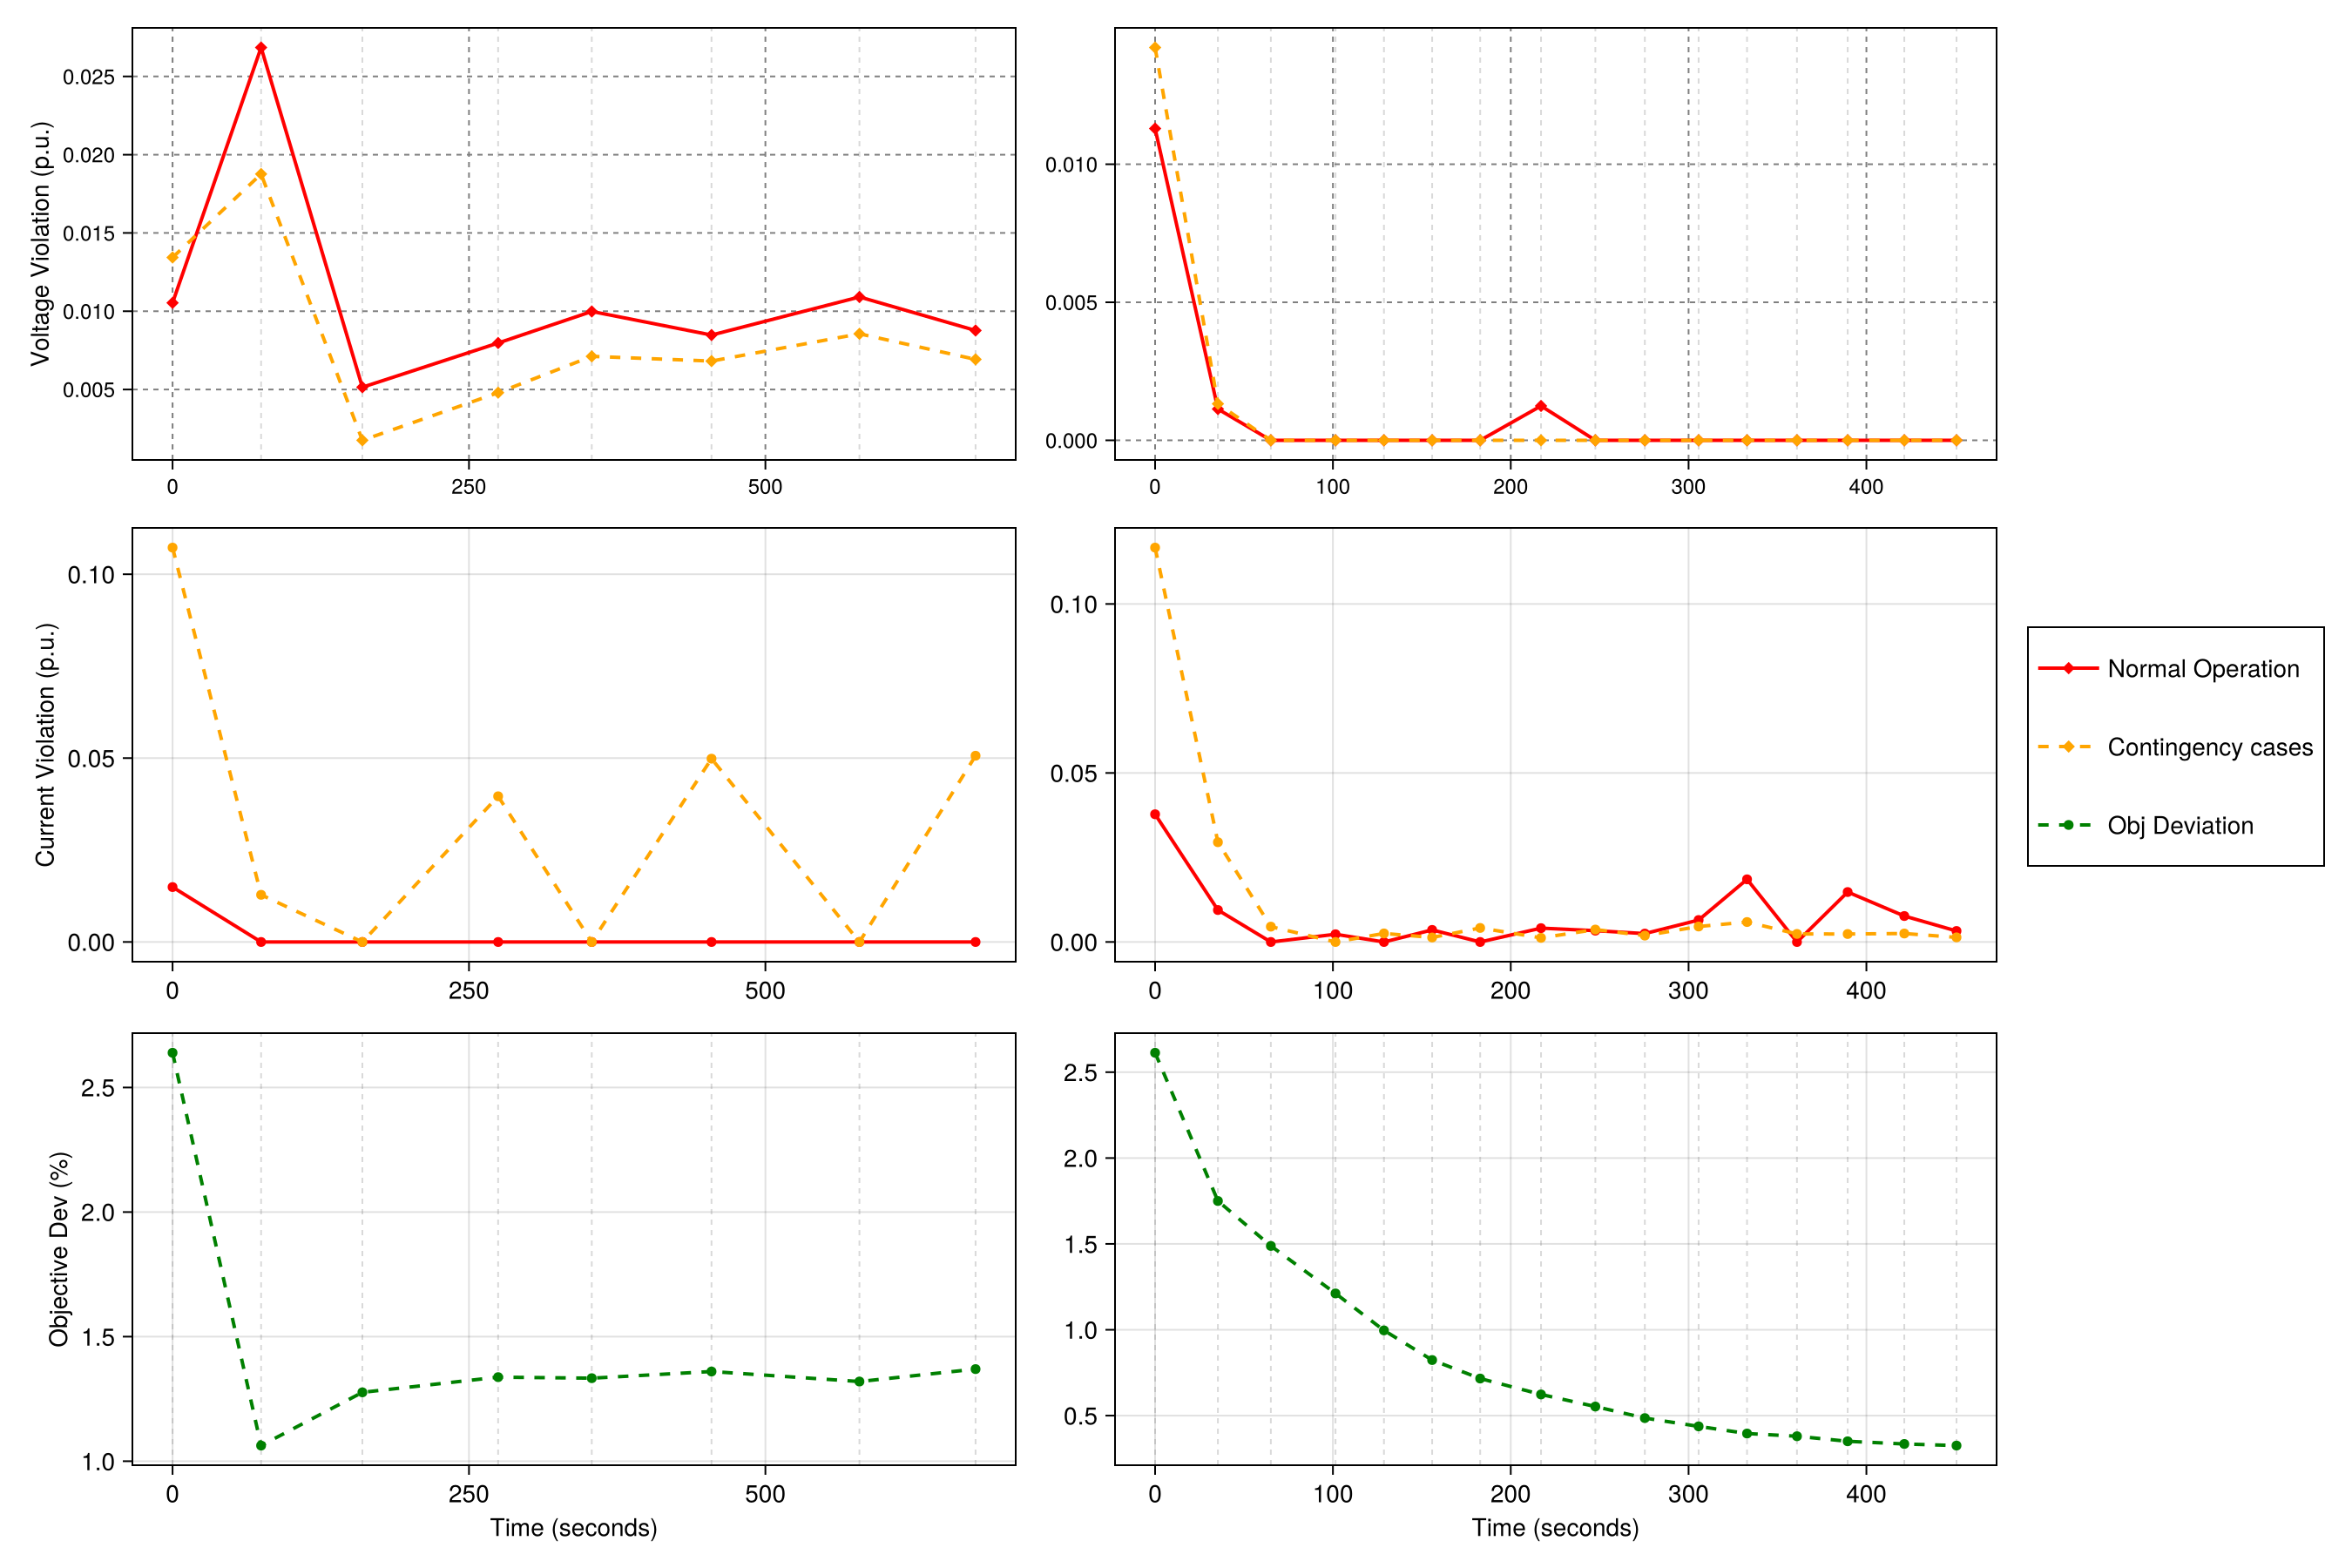 Voltage Violation (p.u.)
0.025
0.020
0.015
0.010
0.005
0 250 500
0.010
0.005
0.000
0 100 200 300 400
Current Violation (p.u.)
0.10
0.05
0.00
0 250 500
0.10
0.05
0.00
0 100 200 300 400
Normal Operation
Contingency cases
Obj Deviation
Objective Dev (%)
2.5
2.0
1.5
1.0
0 250 500
Time (seconds)
2.5
2.0
1.5
1.0
0.5
0 100 200 300 400
Time (seconds)